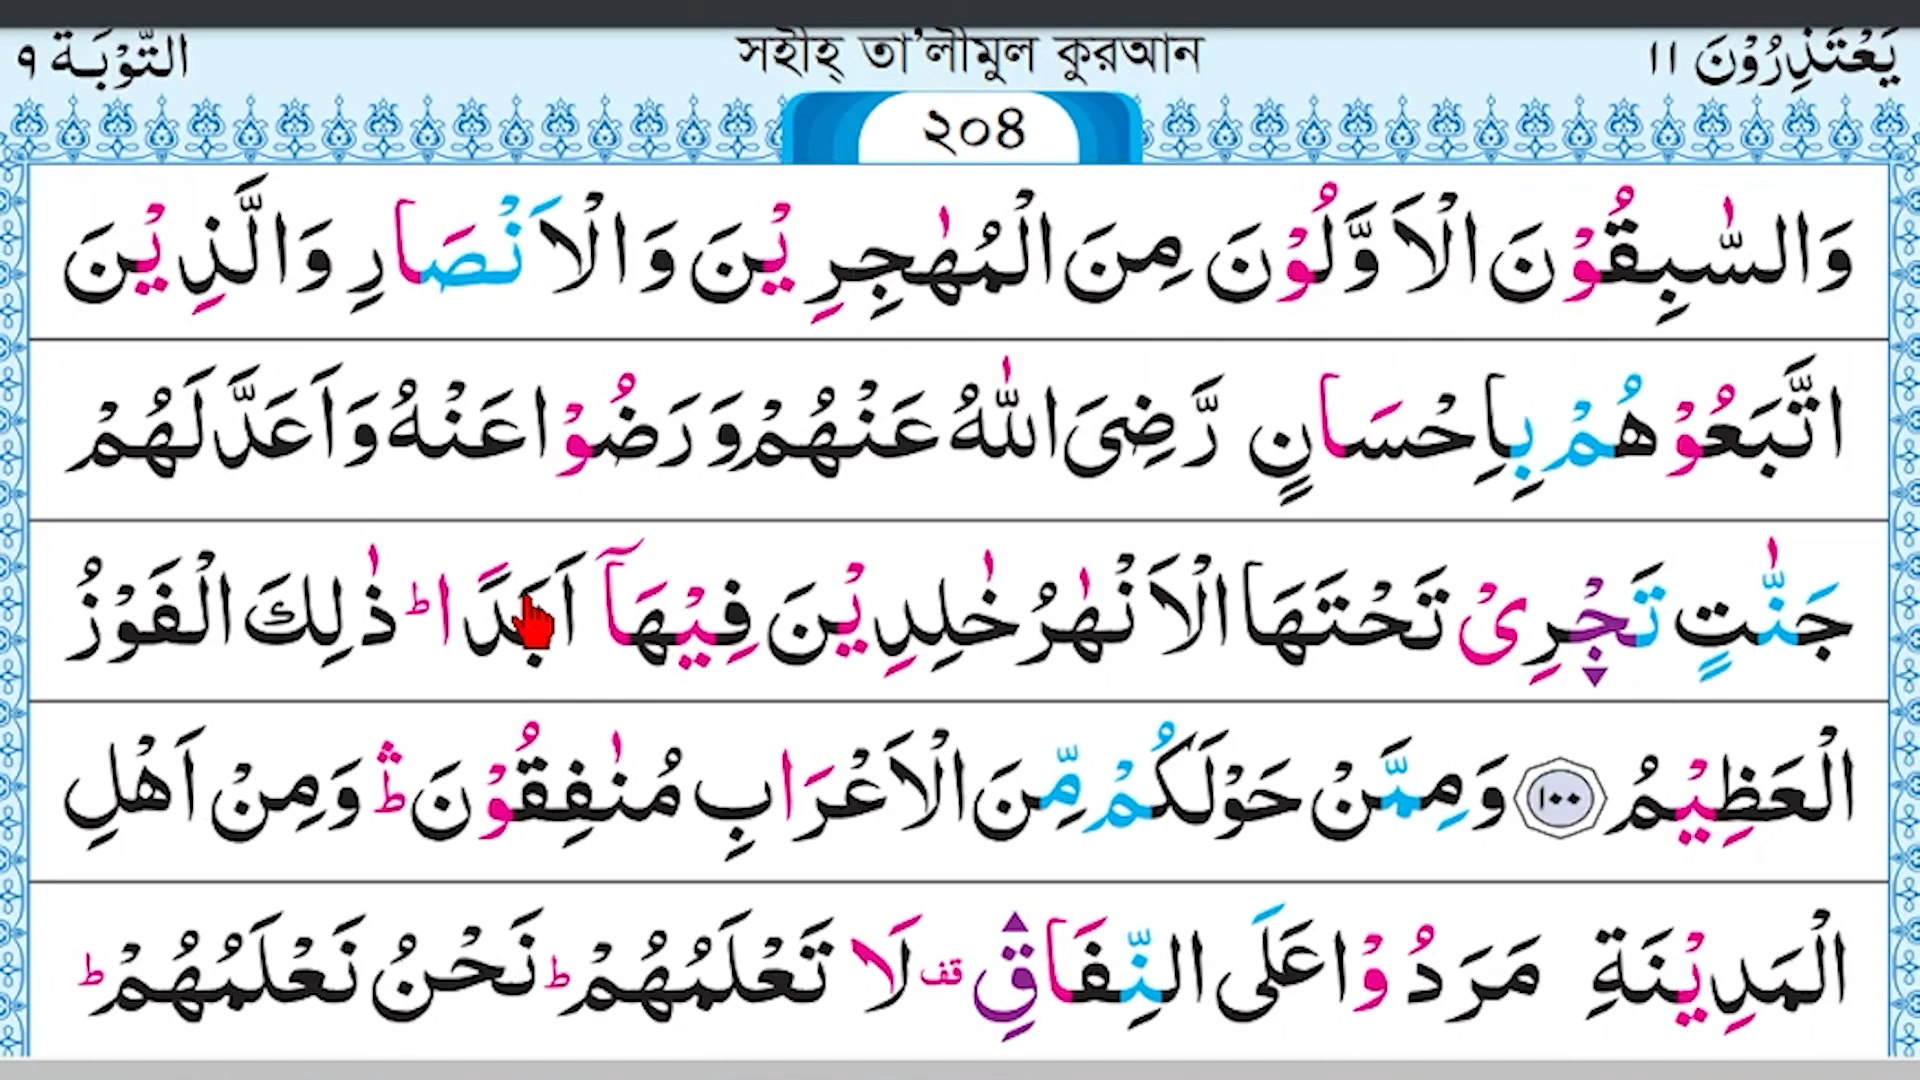 يَعْتَذِرُوْنَ ١١ সহীহ্ তা'লীমুল কুরআন التَّوْبَة ٩
২০৪
وَالسّٰبِقُوْنَ الْاَوَّلُوْنَ مِنَ الْمُهٰجِرِيْنَ وَالْاَنْصَارِ وَالَّذِيْنَ
اتَّبَعُوْهُمْ بِاِحْسَانٍ رَّضِیَ اللّٰهُ عَنْهُمْ وَرَضُوْا عَنْهُ وَاَعَدَّ لَهُمْ
جَنّٰتٍ تَجْرِیْ تَحْتَهَا الْاَنْهٰرُ خٰلِدِيْنَ فِيْهَآ اَبَدًا ؕ ذٰلِكَ الْفَوْزُ
الْعَظِيْمُ ١٠٠ وَمِمَّنْ حَوْلَكُمْ مِّنَ الْاَعْرَابِ مُنٰفِقُوْنَ ؕۛ وَمِنْ اَهْلِ
الْمَدِيْنَةِ مَرَدُوْا عَلَى النِّفَاقِ قف لَا تَعْلَمُهُمْ ؕ نَحْنُ نَعْلَمُهُمْ ؕ